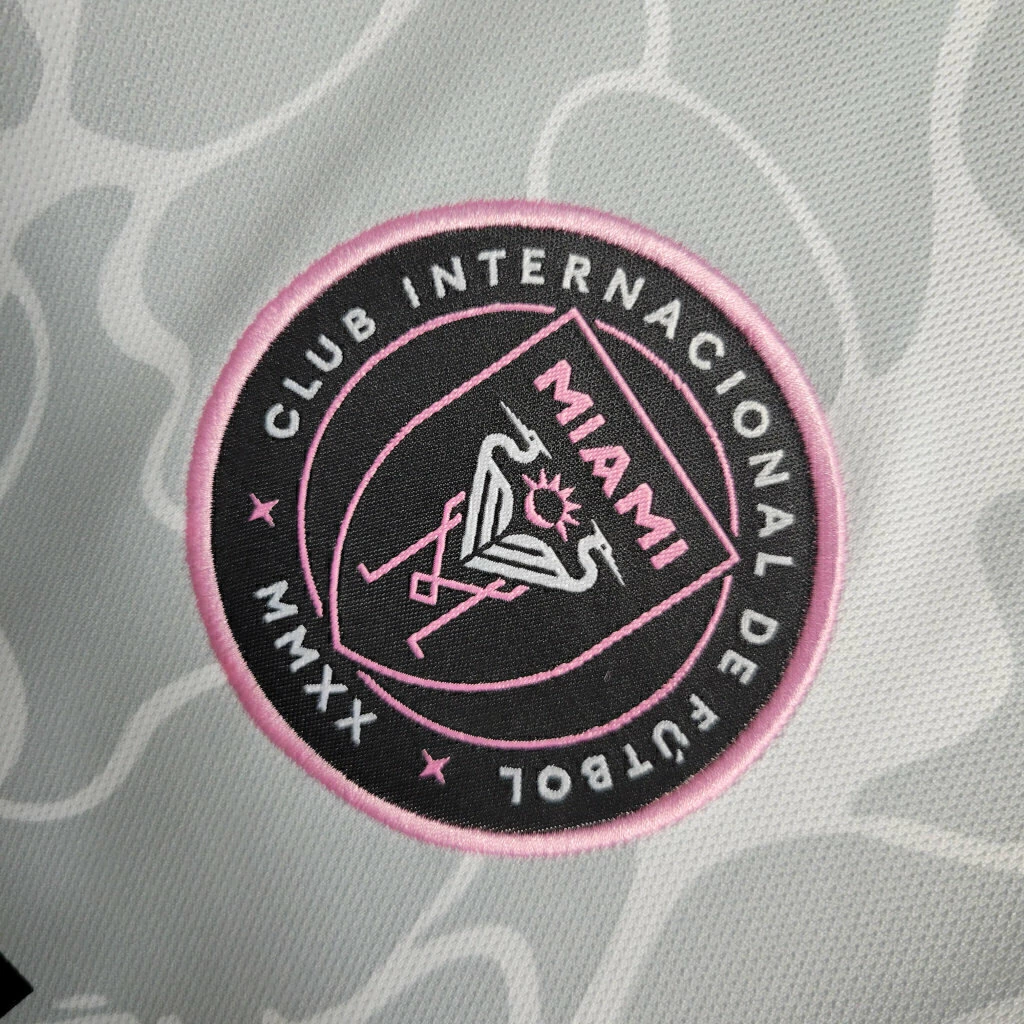 CLUB INTERNACIONAL DE FÚTBOL
MIAMI
MMXX